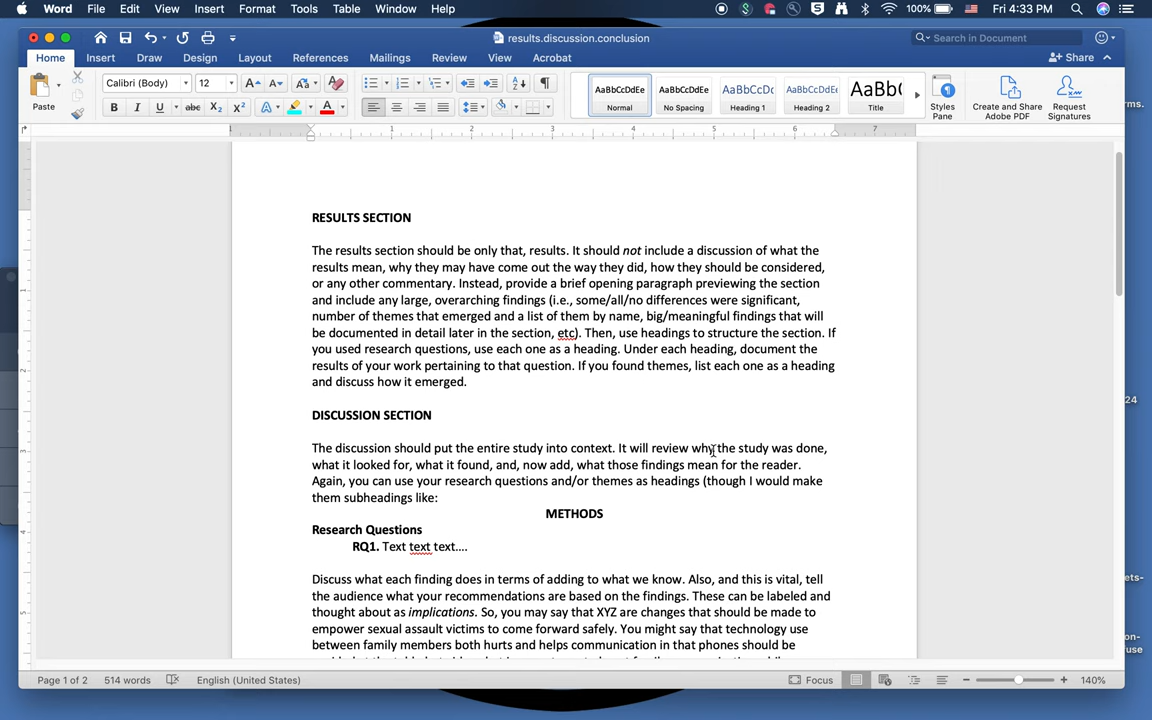 Word File Edit View Insert Format Tools Table Window Help 100% Fri 4:33 PM
results.discussion.conclusion
Search in Document
Home Insert Draw Design Layout References Mailings Review View Acrobat Share
Paste Calibri (Body) 12
AaBbCcDdEe AaBbCcDdEe AaBbCcDc AaBbCcDdEe AaBb(
Normal No Spacing Heading 1 Heading 2 Title
Styles Pane
Create and Share Adobe PDF
Request Signatures
1 1 2 3 4 5 6 7
RESULTS SECTION
The results section should be only that, results. It should not include a discussion of what the
results mean, why they may have come out the way they did, how they should be considered,
or any other commentary. Instead, provide a brief opening paragraph previewing the section
and include any large, overarching findings (i.e., some/all/no differences were significant,
number of themes that emerged and a list of them by name, big/meaningful findings that will
be documented in detail later in the section, etc). Then, use headings to structure the section. If
you used research questions, use each one as a heading. Under each heading, document the
results of your work pertaining to that question. If you found themes, list each one as a heading
and discuss how it emerged.
DISCUSSION SECTION
The discussion should put the entire study into context. It will review why the study was done,
what it looked for, what it found, and, now add, what those findings mean for the reader.
Again, you can use your research questions and/or themes as headings (though I would make
them subheadings like:
METHODS
Research Questions
RQ1. Text text text....
Discuss what each finding does in terms of adding to what we know. Also, and this is vital, tell
the audience what your recommendations are based on the findings. These can be labeled and
thought about as implications. So, you may say that XYZ are changes that should be made to
empower sexual assault victims to come forward safely. You might say that technology use
between family members both hurts and helps communication in that phones should be
Page 1 of 2 514 words English (United States) Focus 140%